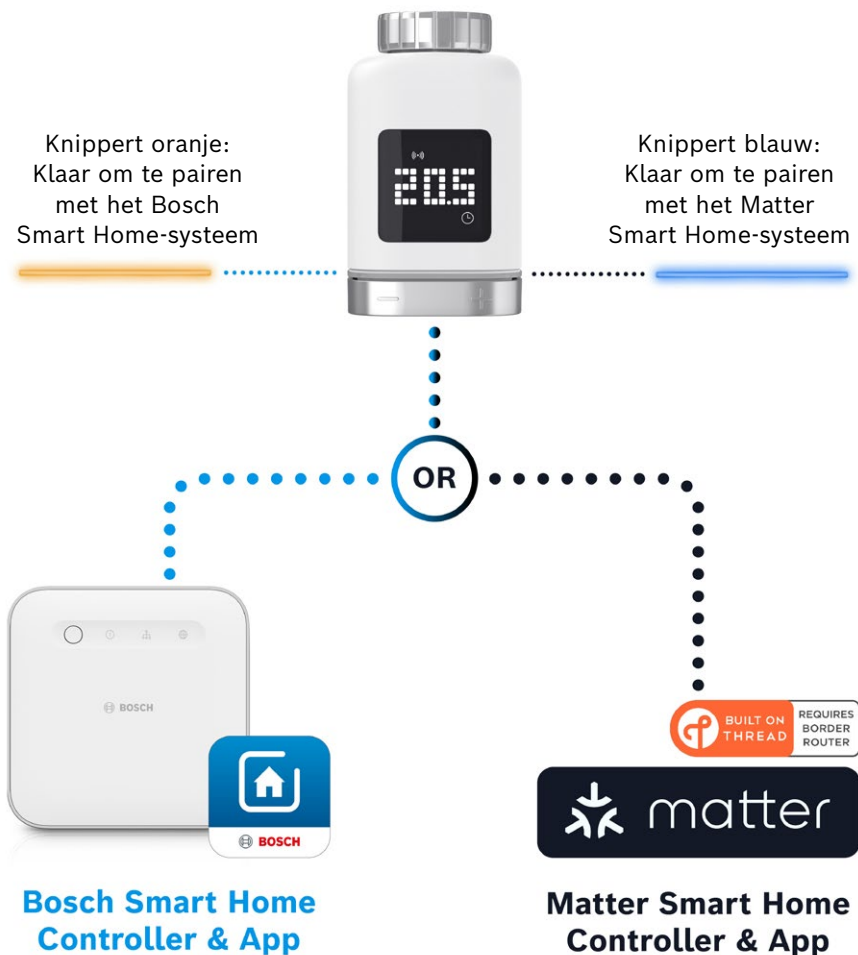 Knippert oranje:
Klaar om te pairen
met het Bosch
Smart Home-systeem
Knippert blauw:
Klaar om te pairen
met het Matter
Smart Home-systeem
20.5
OR
BOSCH
BOSCH
BUILT ON
THREAD
REQUIRES
BORDER
ROUTER
matter
Bosch Smart Home
Controller & App
Matter Smart Home
Controller & App